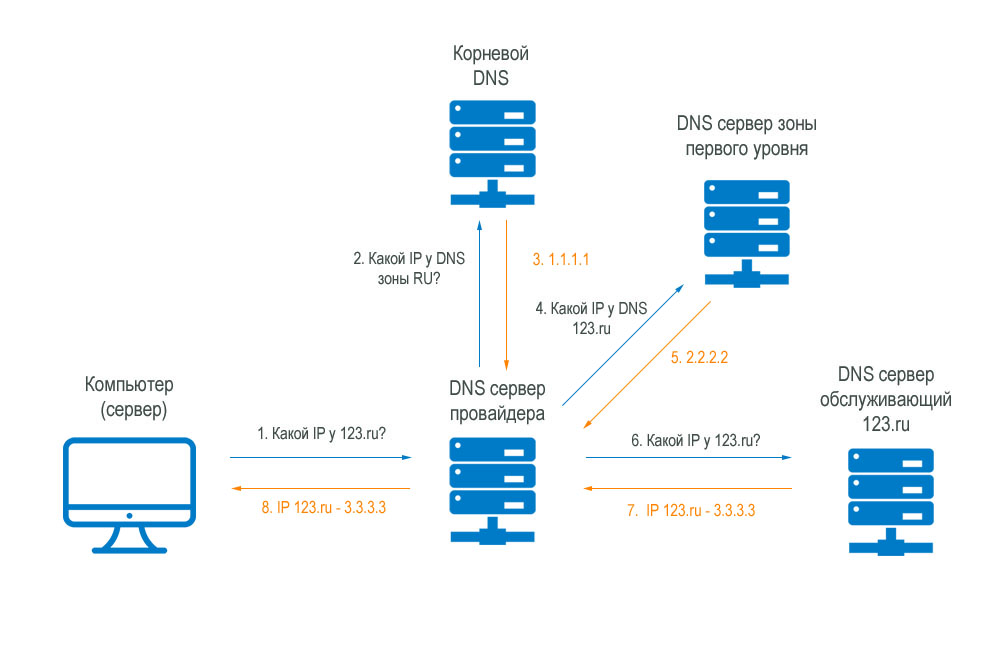 Корневой
DNS
DNS сервер зоны
первого уровня
2. Какой IP у DNS
зоны RU?
3. 1.1.1.1
4. Какой IP у DNS
123.ru
5. 2.2.2.2
Компьютер
(сервер)
DNS сервер
провайдера
DNS сервер
обслуживающий
123.ru
1. Какой IP у 123.ru?
6. Какой IP у 123.ru?
8. IP 123.ru - 3.3.3.3
7. IP 123.ru - 3.3.3.3